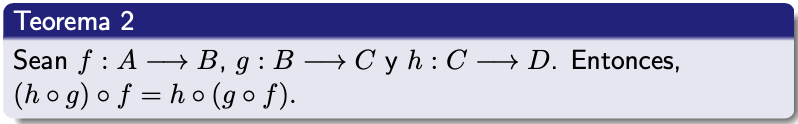 Teorema 2
Sean f : A ⟶ B, g : B ⟶ C y h : C ⟶ D. Entonces,
(h ∘ g) ∘ f = h ∘ (g ∘ f).